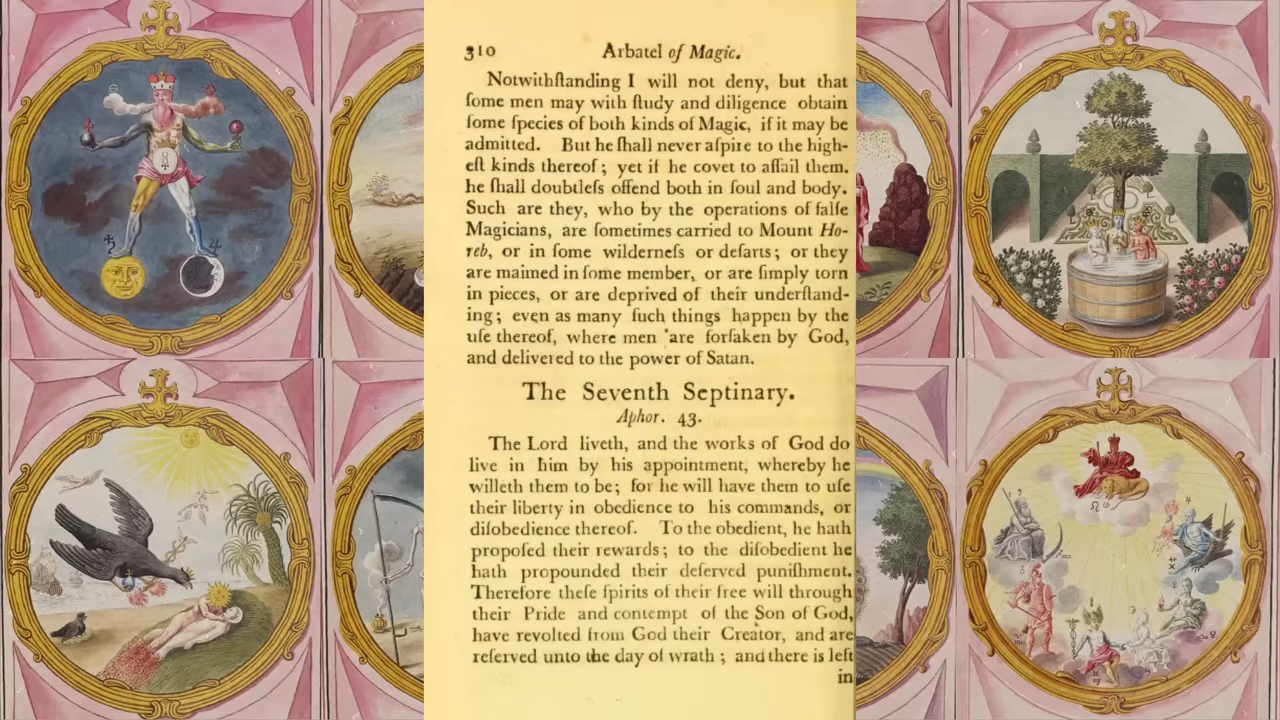 310 Arbatel of Magic.
Notwithſtanding I will not deny, but that
ſome men may with ſtudy and diligence obtain
ſome ſpecies of both kinds of Magic, if it may be
admitted. But he ſhall never aſpire to the high-
eſt kinds thereof; yet if he covet to aſſail them.
he ſhall doubtleſs offend both in ſoul and body.
Such are they, who by the operations of falſe
Magicians, are ſometimes carried to Mount Ho-
reb, or in ſome wilderneſs or deſarts; or they
are maimed in ſome member, or are ſimply torn
in pieces, or are deprived of their underſtand-
ing; even as many ſuch things happen by the
uſe thereof, where men are forſaken by God,
and delivered to the power of Satan.
The Seventh Septinary.
Aphor. 43.
The Lord liveth, and the works of God do
live in him by his appointment, whereby he
willeth them to be; for he will have them to uſe
their liberty in obedience to his commands, or
diſobedience thereof. To the obedient, he hath
propoſed their rewards; to the diſobedient he
hath propounded their deſerved puniſhment.
Therefore theſe ſpirits of their free will through
their Pride and contempt of the Son of God,
have revolted from God their Creator, and are
reſerved unto the day of wrath; and there is left
in